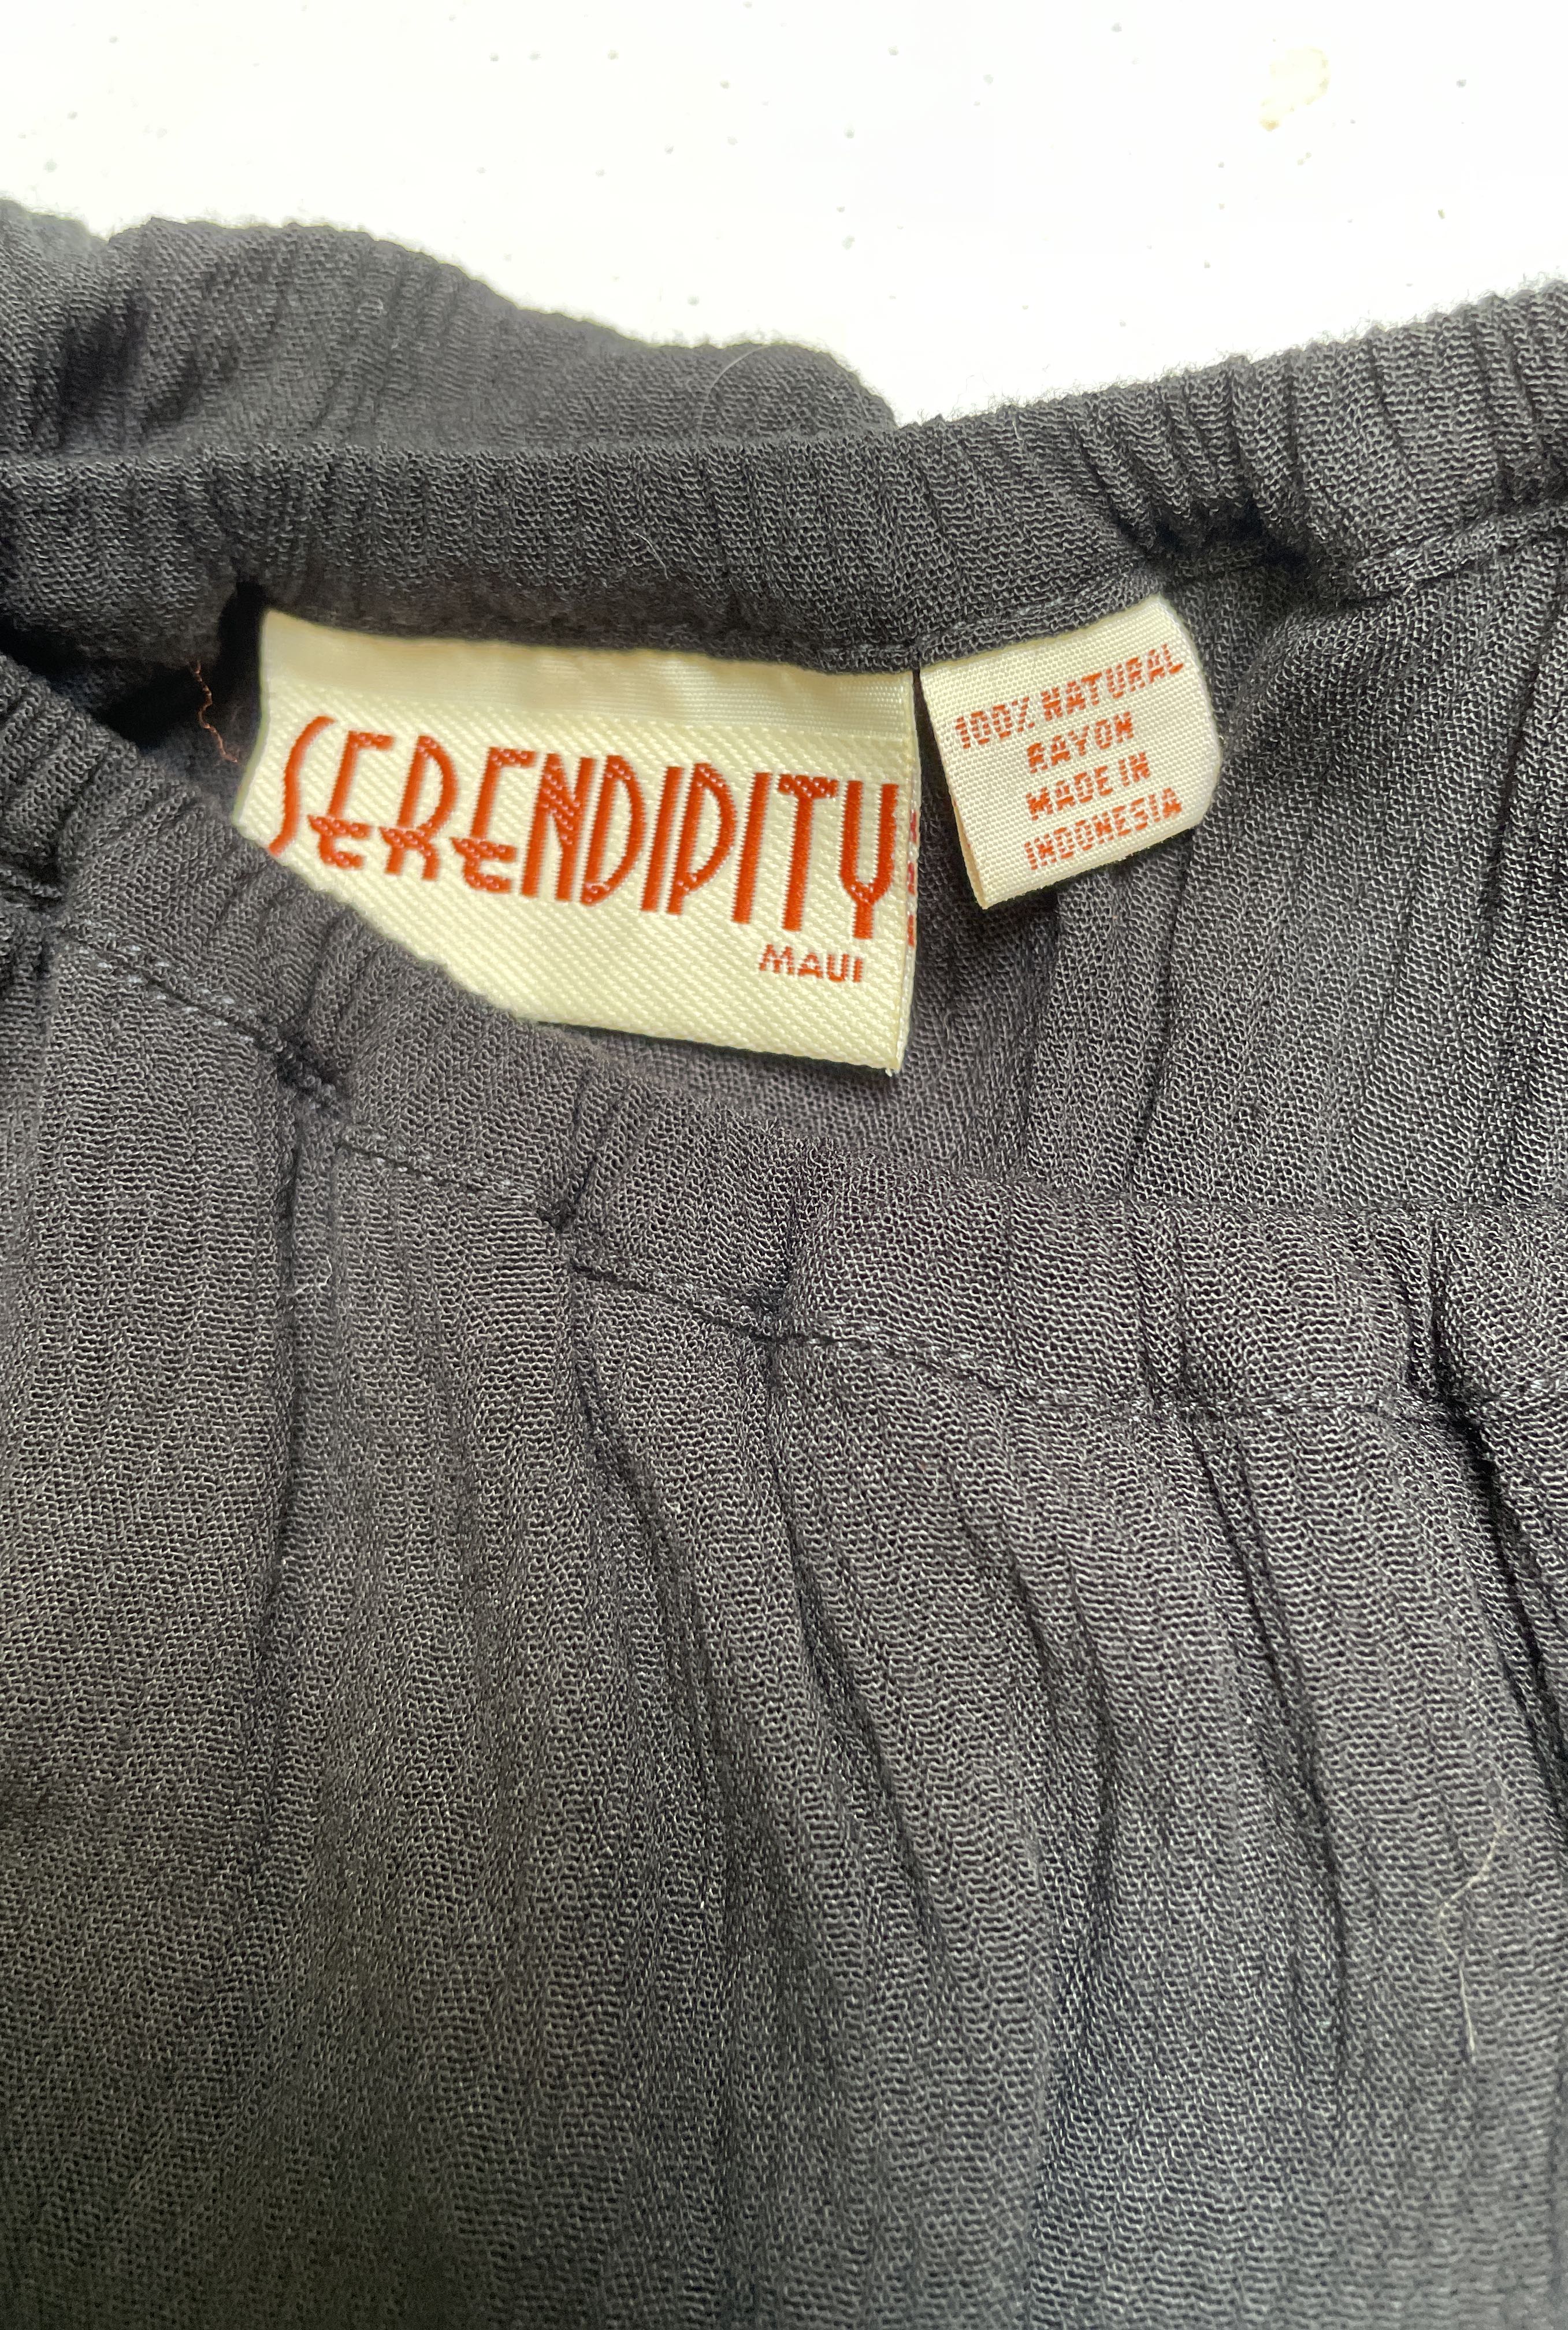 SERENDIPITY
MAUI
100% NATURAL
RAYON
MADE IN
INDONESIA